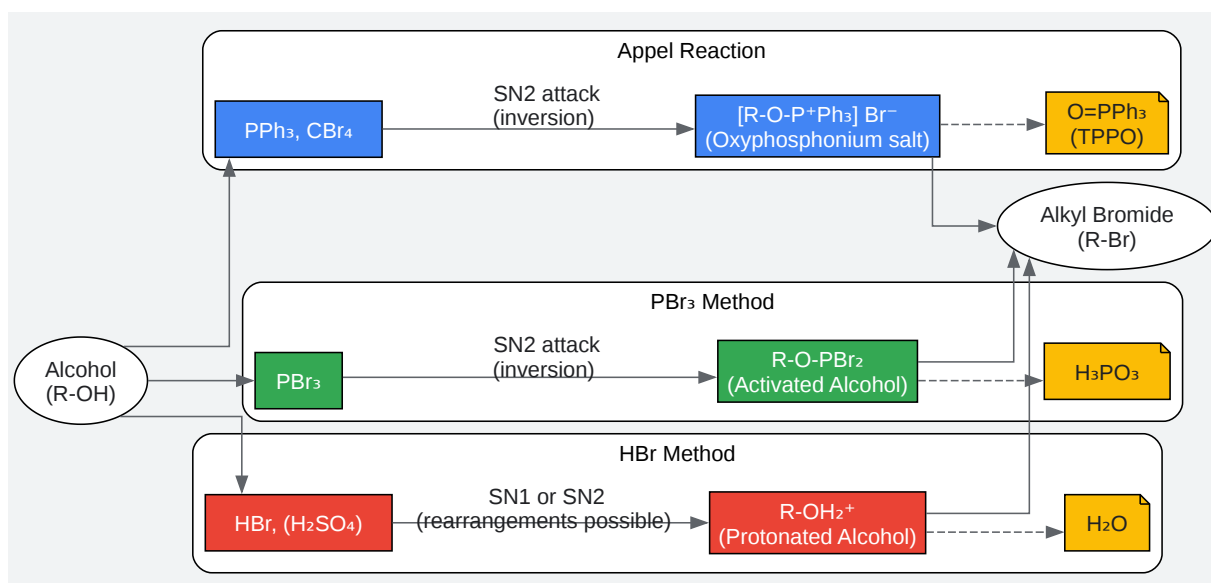 Appel Reaction
PPh₃, CBr₄
SN2 attack
(inversion)
[R-O-P⁺Ph₃] Br⁻
(Oxyphosphonium salt)
O=PPh₃
(TPPO)
Alkyl Bromide
(R-Br)
PBr₃ Method
Alcohol
(R-OH)
PBr₃
SN2 attack
(inversion)
R-O-PBr₂
(Activated Alcohol)
H₃PO₃
HBr Method
HBr, (H₂SO₄)
SN1 or SN2
(rearrangements possible)
R-OH₂⁺
(Protonated Alcohol)
H₂O